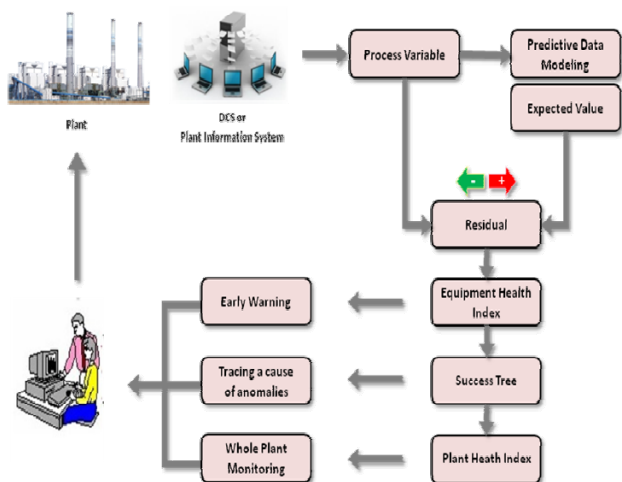 Plant
DCS or
Plant Information System
Process Variable
Predictive Data
Modeling
Expected Value
- +
Residual
Early Warning
Equipment Health
Index
Tracing a cause
of anomalies
Success Tree
Whole Plant
Monitoring
Plant Heath Index